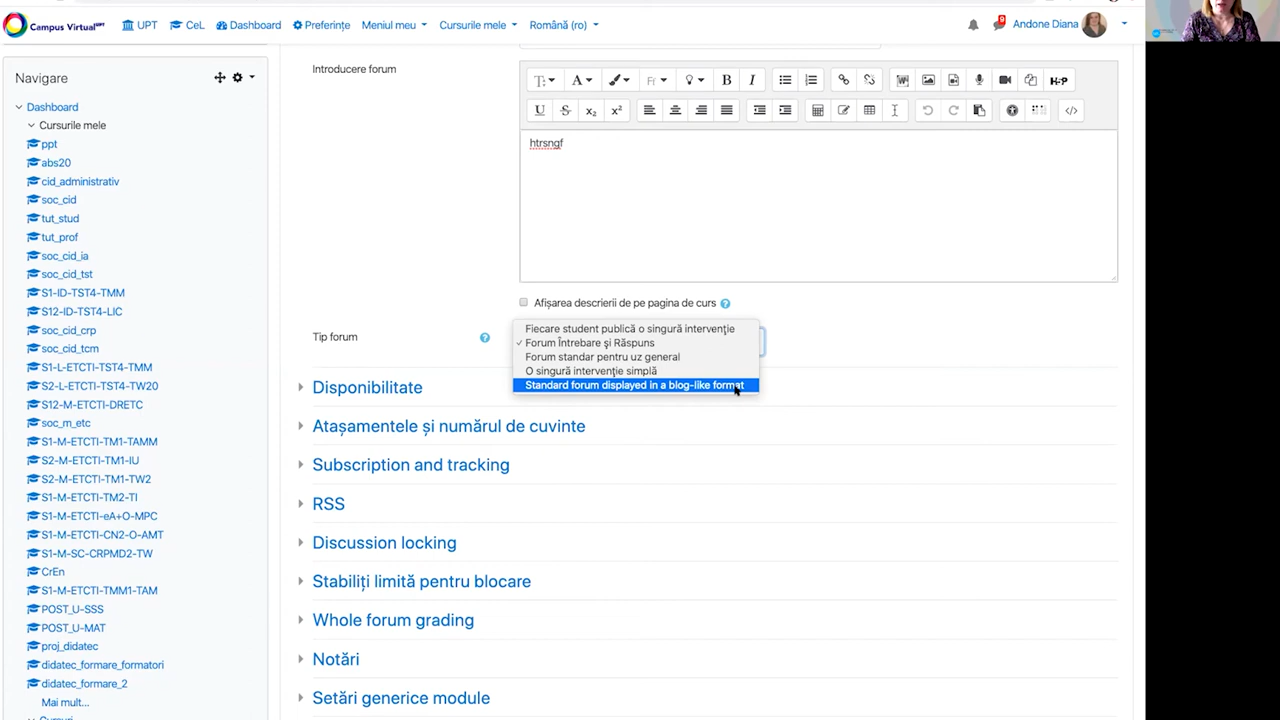 Campus Virtual UPT
UPT
CeL
Dashboard
Preferințe
Meniul meu
Cursurile mele
Română (ro)
9
Andone Diana
Navigare
Dashboard
Cursurile mele
ppt
abs20
cid_administrativ
soc_cid
tut_stud
tut_prof
soc_cid_ia
soc_cid_tst
S1-ID-TST4-TMM
S12-ID-TST4-LIC
soc_cid_crp
soc_cid_tcm
S1-L-ETCTI-TST4-TMM
S2-L-ETCTI-TST4-TW20
S12-M-ETCTI-DRETC
soc_m_etc
S1-M-ETCTI-TM1-TAMM
S2-M-ETCTI-TM1-IU
S2-M-ETCTI-TM1-TW2
S1-M-ETCTI-TM2-TI
S1-M-ETCTI-eA+O-MPC
S1-M-ETCTI-CN2-O-AMT
S1-M-SC-CRPMD2-TW
CrEn
S1-M-ETCTI-TMM1-TAM
POST_U-SSS
POST_U-MAT
proj_didatec
didatec_formare_formatori
didatec_formare_2
Mai mult...
Cursuri
Introducere forum
H-P
htrsngf
Afișarea descrierii de pe pagina de curs
Tip forum
Fiecare student publică o singură intervenţie
Forum Întrebare şi Răspuns
Forum standar pentru uz general
O singură intervenţie simplă
Standard forum displayed in a blog-like format
Disponibilitate
Atașamentele și numărul de cuvinte
Subscription and tracking
RSS
Discussion locking
Stabiliți limită pentru blocare
Whole forum grading
Notări
Setări generice module